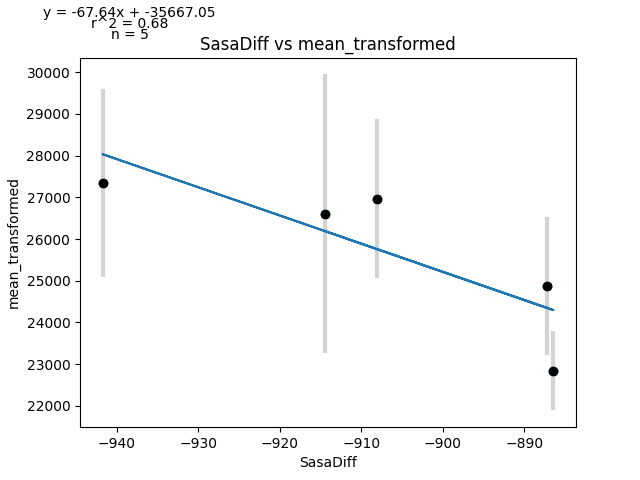 y = -67.64x + -35667.05
r^2 = 0.68
n = 5
SasaDiff vs mean_transformed
30000
29000
28000
27000
26000
25000
24000
23000
22000
mean_transformed
−940 −930 −920 −910 −900 −890
SasaDiff